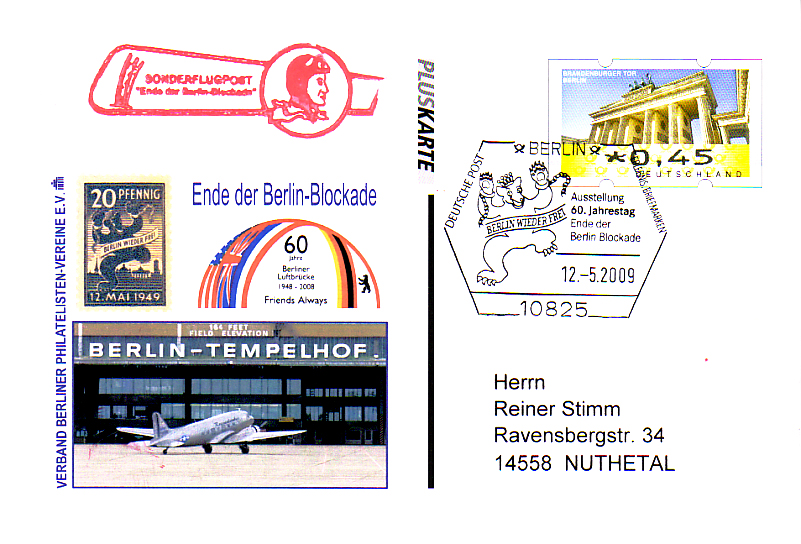 SONDERFLUGPOST
"Ende der Berlin-Blockade"
PLUSKARTE
BRANDENBURGER TOR
BERLIN
*0,45
DEUTSCHLAND
VERBAND BERLINER PHILATELISTEN-VEREINE E.V.
20 PFENNIG
BERLIN WIEDER FREI
12. MAI 1949
Ende der Berlin-Blockade
60
Jahre
Berliner
Luftbrücke
1948 - 2008
Friends Always
164 FEET
FIELD ELEVATION
BERLIN-TEMPELHOF
DEUTSCHE POST
BERLIN
BRIEFMARKEN
BERLIN WIEDER FREI
Ausstellung
60. Jahrestag
Ende der
Berlin Blockade
12.-5.2009
10825
Herrn
Reiner Stimm
Ravensbergstr. 34
14558 NUTHETAL